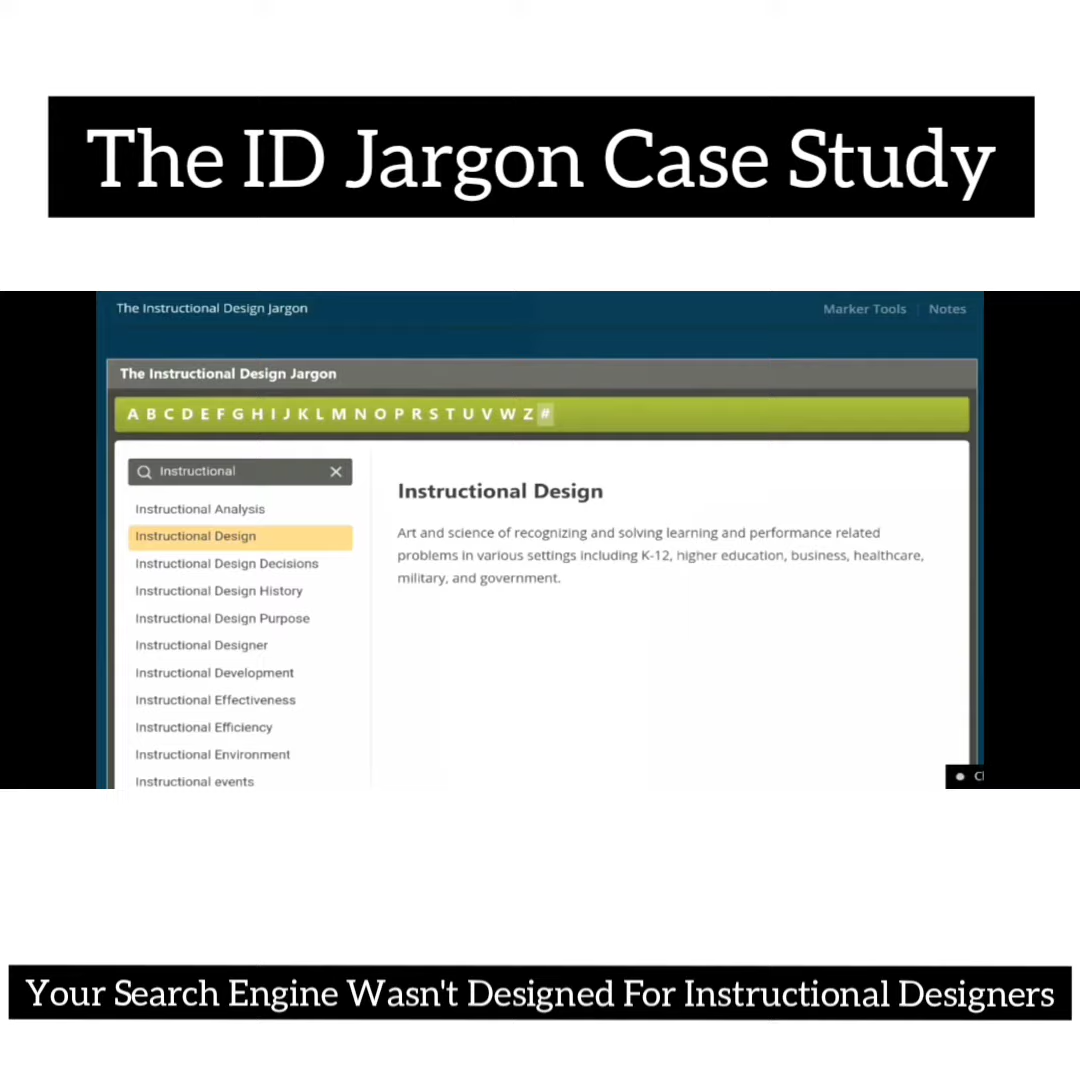 The ID Jargon Case Study
The Instructional Design Jargon
Marker Tools | Notes
The Instructional Design Jargon
A B C D E F G H I J K L M N O P R S T U V W Z #
Instructional
Instructional Analysis
Instructional Design
Instructional Design Decisions
Instructional Design History
Instructional Design Purpose
Instructional Designer
Instructional Development
Instructional Effectiveness
Instructional Efficiency
Instructional Environment
Instructional events
Instructional Design
Art and science of recognizing and solving learning and performance related
problems in various settings including K-12, higher education, business, healthcare,
military, and government.
Your Search Engine Wasn't Designed For Instructional Designers